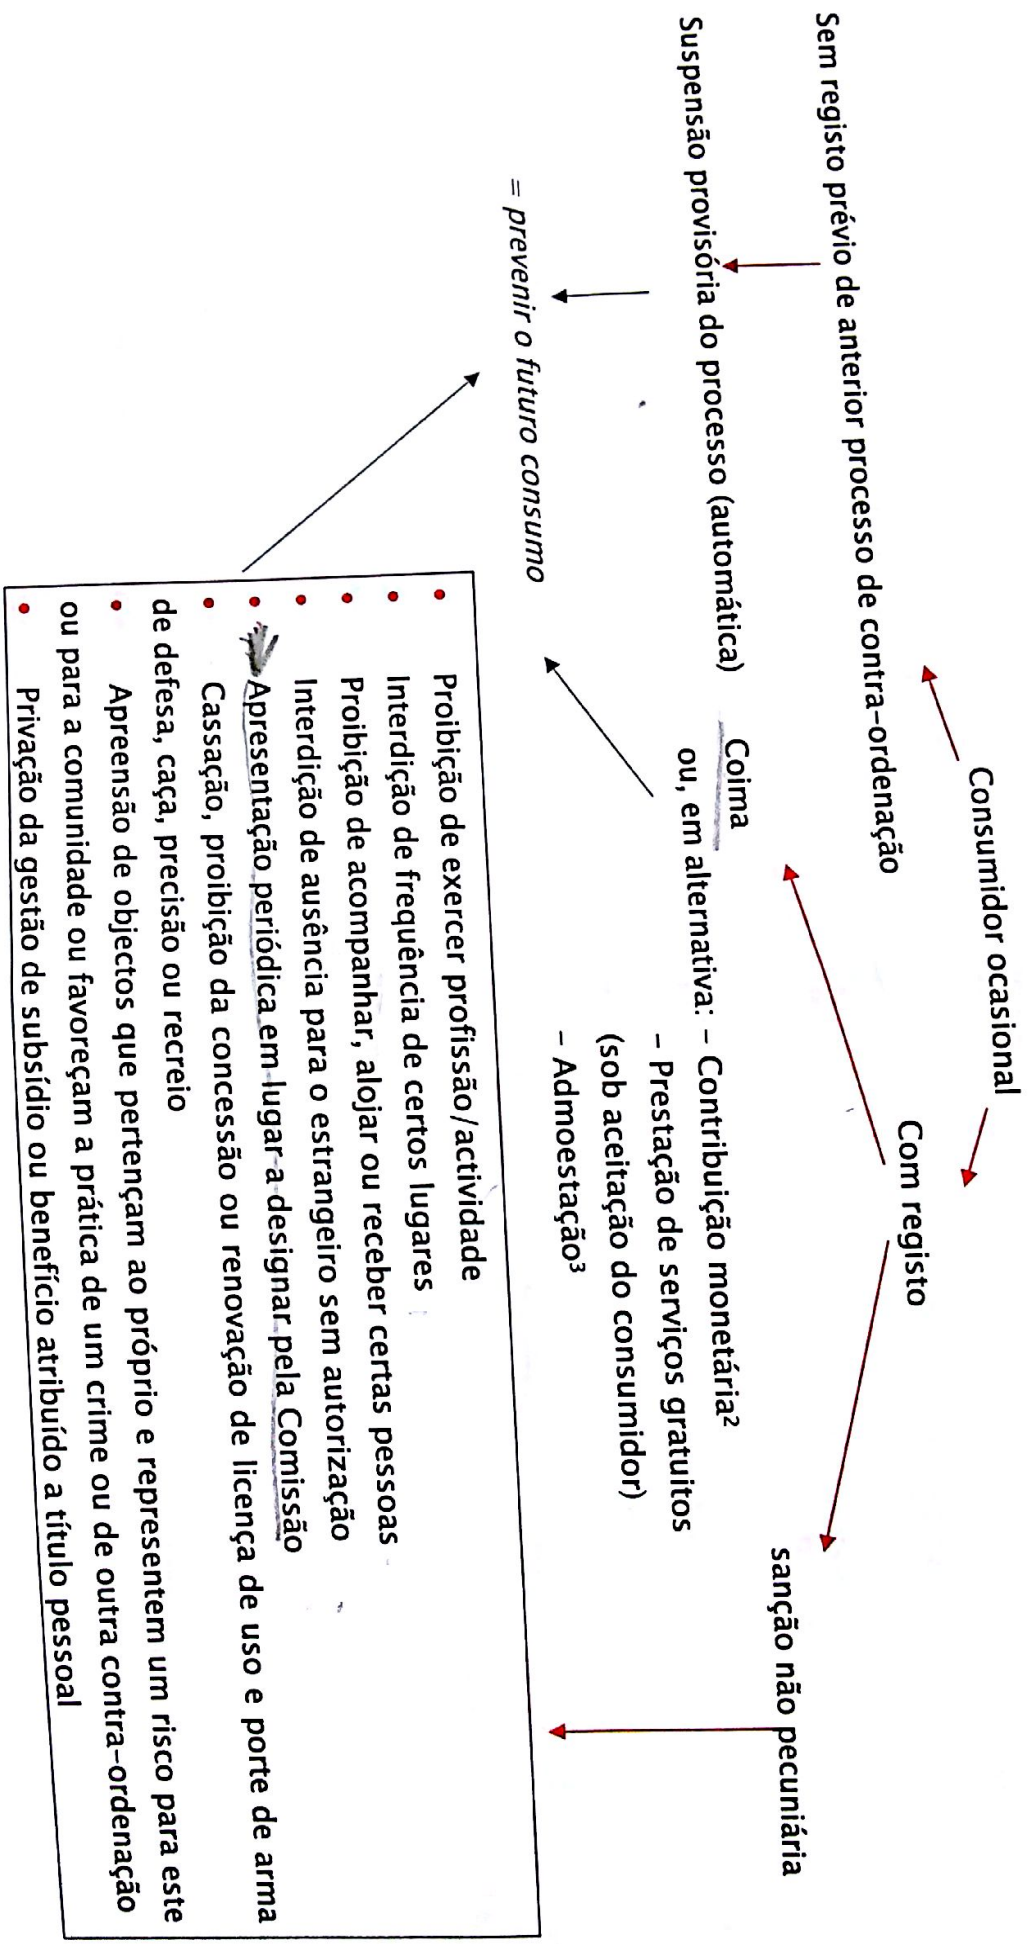 Consumidor ocasional
Sem registo prévio de anterior processo de contra-ordenação
Com registo
Suspensão provisória do processo (automática)
Coima
ou, em alternativa: - Contribuição monetária²
- Prestação de serviços gratuitos
(sob aceitação do consumidor)
- Admoestação³
sanção não pecuniária
= prevenir o futuro consumo
• Proibição de exercer profissão/actividade
• Interdição de frequência de certos lugares
• Proibição de acompanhar, alojar ou receber certas pessoas
• Interdição de ausência para o estrangeiro sem autorização
• Apresentação periódica em lugar a designar pela Comissão
• Cassação, proibição da concessão ou renovação de licença de uso e porte de arma
de defesa, caça, precisão ou recreio
• Apreensão de objectos que pertençam ao próprio e representem um risco para este
ou para a comunidade ou favoreçam a prática de um crime ou de outra contra-ordenação
• Privação da gestão de subsídio ou benefício atribuído a título pessoal